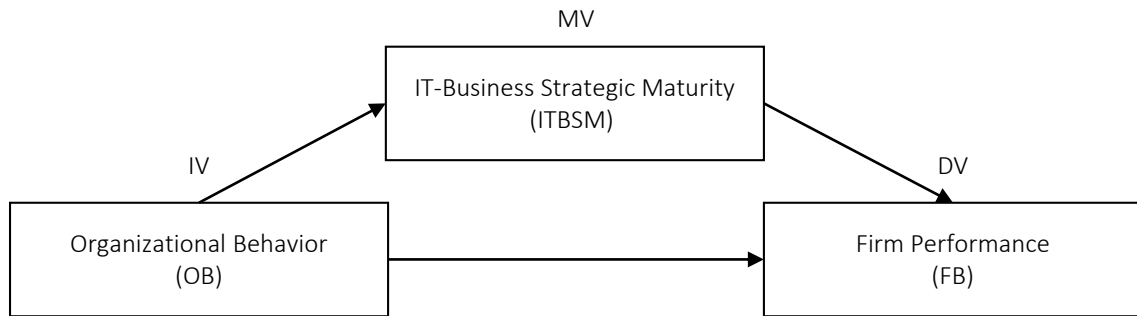 MV
IT-Business Strategic Maturity
(ITBSM)
IV
DV
Organizational Behavior
(OB)
Firm Performance
(FB)